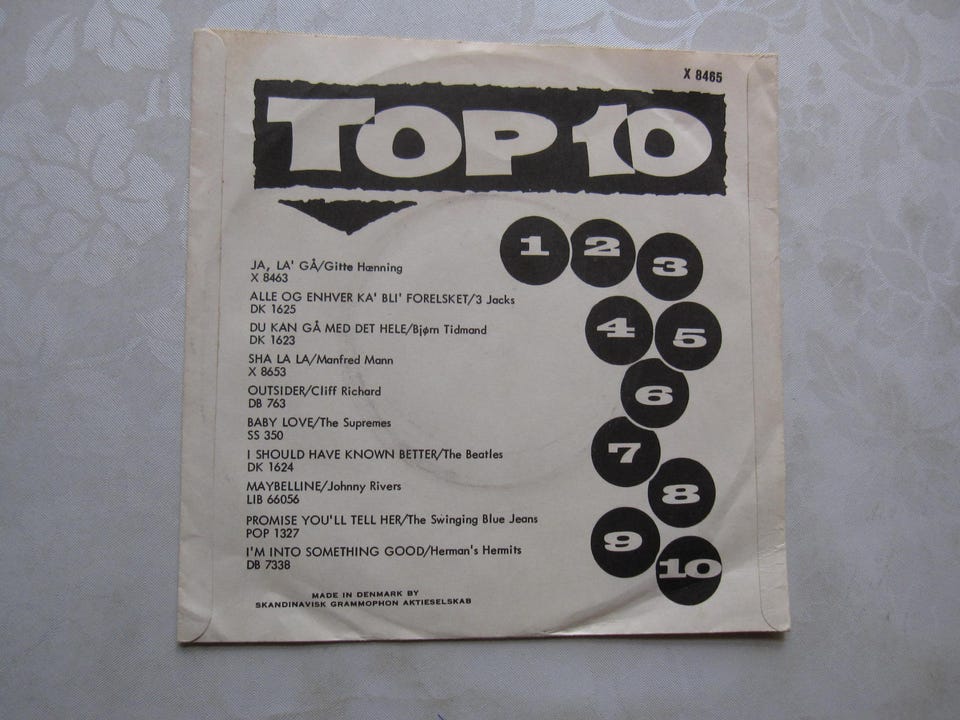 X 8465
TOP 10
1 2 3
JA, LA' GÅ/Gitte Hænning
X 8463
ALLE OG ENHVER KA' BLI' FORELSKET/3 Jacks
DK 1625
4 5
DU KAN GÅ MED DET HELE/Bjørn Tidmand
DK 1623
SHA LA LA/Manfred Mann
X 8653
6
OUTSIDER/Cliff Richard
DB 763
BABY LOVE/The Supremes
SS 350
7
I SHOULD HAVE KNOWN BETTER/The Beatles
DK 1624
8
MAYBELLINE/Johnny Rivers
LIB 66056
PROMISE YOU'LL TELL HER/The Swinging Blue Jeans
POP 1327
9
I'M INTO SOMETHING GOOD/Herman's Hermits
DB 7338
10
MADE IN DENMARK BY
SKANDINAVISK GRAMMOPHON AKTIESELSKAB